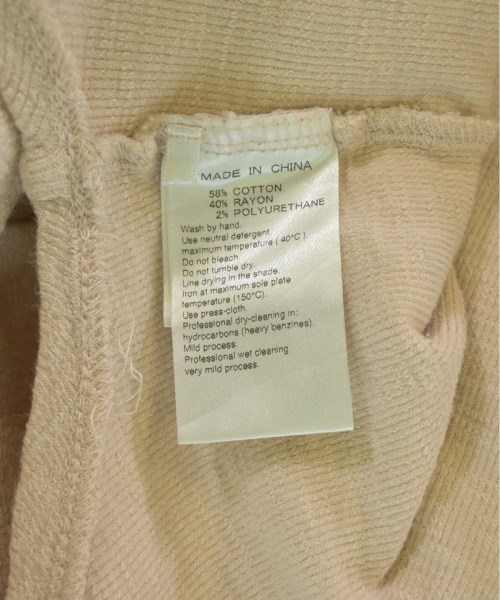 MADE IN CHINA
58% COTTON
40% RAYON
2% POLYURETHANE
Wash by hand.
Use neutral detergent
maximum temperature ( 40°C )
Do not bleach.
Do not tumble dry.
Line drying in the shade.
Iron at maximum sole plate
temperature (150°C).
Use press-cloth.
Professional dry-cleaning in:
hydrocarbons (heavy benzines).
Mild process.
Professional wet cleaning
very mild process.